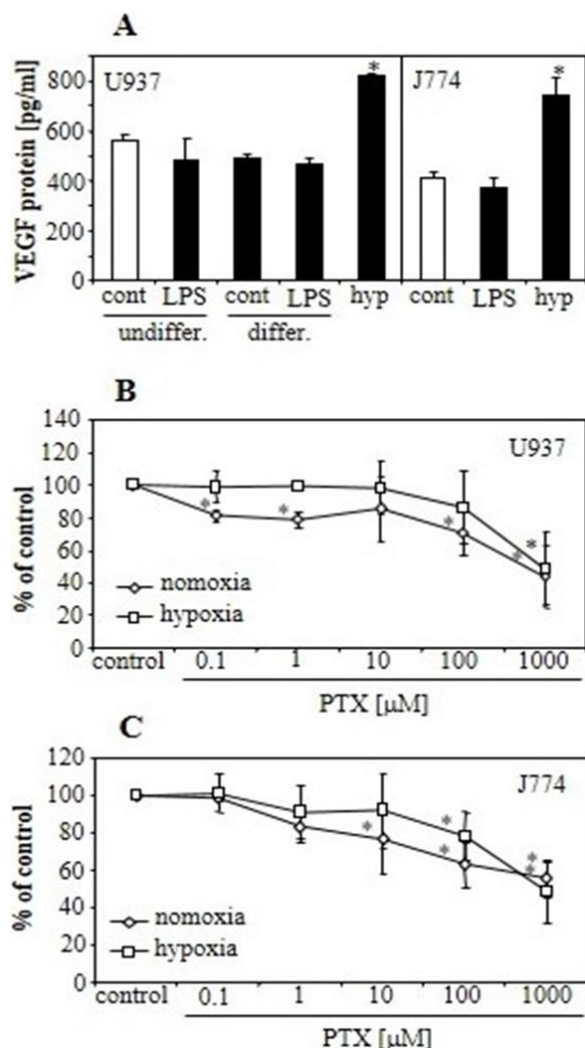 A
VEGF protein [pg/ml]
800
600
400
200
0
U937
J774
*
*
cont LPS cont LPS hyp cont LPS hyp
undiffer. differ.
B
% of control
140
120
100
80
60
40
20
0
U937
* * * * *
nomoxia
hypoxia
control 0.1 1 10 100 1000
PTX [µM]
C
% of control
120
100
80
60
40
20
0
J774
* * * * *
nomoxia
hypoxia
control 0.1 1 10 100 1000
PTX [µM]